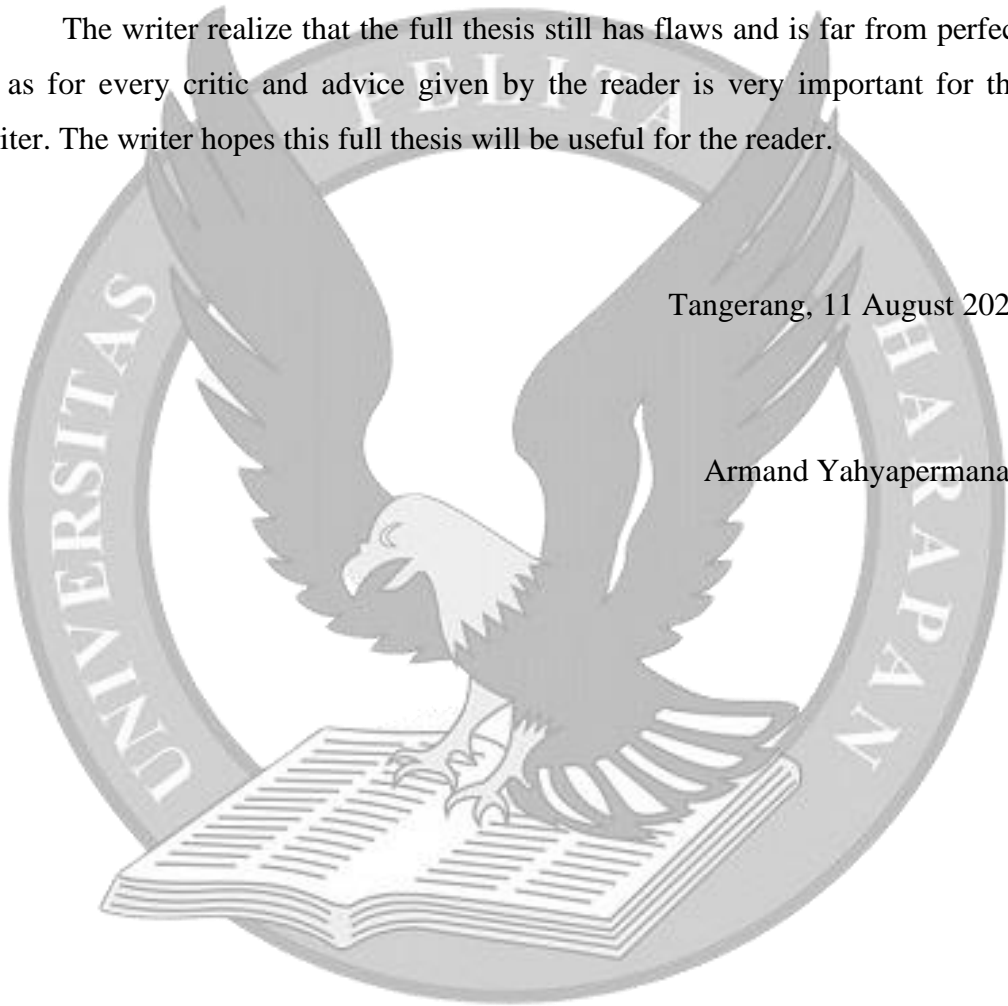 The writer realize that the full thesis still has flaws and is far from perfec
as for every critic and advice given by the reader is very important for th
iter. The writer hopes this full thesis will be useful for the reader.
PELITA
UNIVERSITAS
HARAPAN
Tangerang, 11 August 202
Armand Yahyapermana